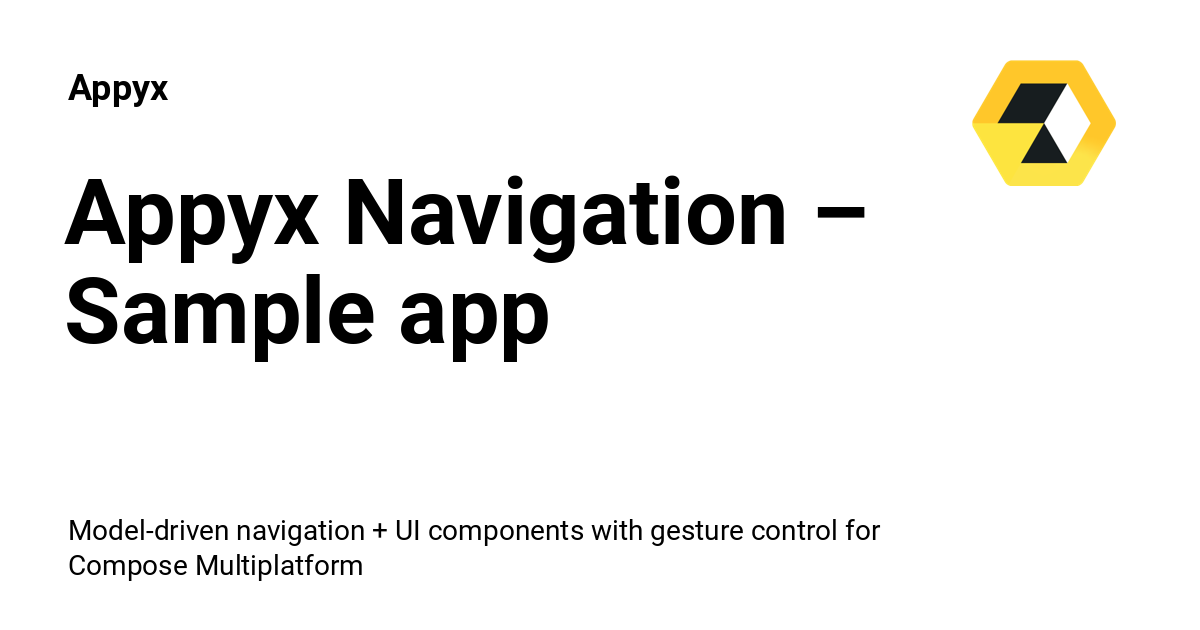 Appyx
Appyx Navigation –
Sample app
Model-driven navigation + UI components with gesture control for
Compose Multiplatform